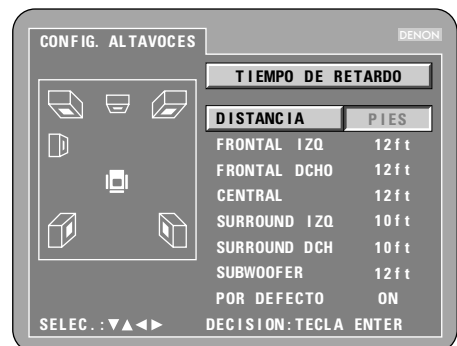 CONFIG. ALTAVOCES
DENON
TIEMPO DE RETARDO
DISTANCIA PIES
FRONTAL IZQ 12ft
FRONTAL DCHO 12ft
CENTRAL 12ft
SURROUND IZQ 10ft
SURROUND DCH 10ft
SUBWOOFER 12ft
POR DEFECTO ON
SELEC.:▼▲◄► DECISION:TECLA ENTER